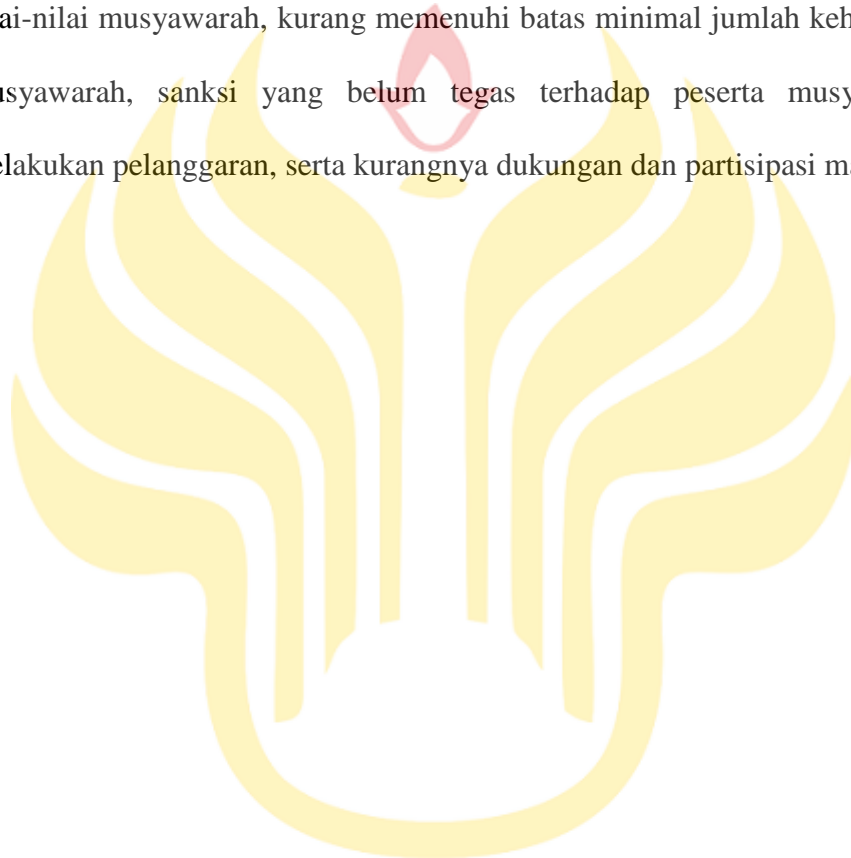 ai-nilai musyawarah, kurang memenuhi batas minimal jumlah keh
usyawarah, sanksi yang belum tegas terhadap peserta musy
elakukan pelanggaran, serta kurangnya dukungan dan partisipasi ma